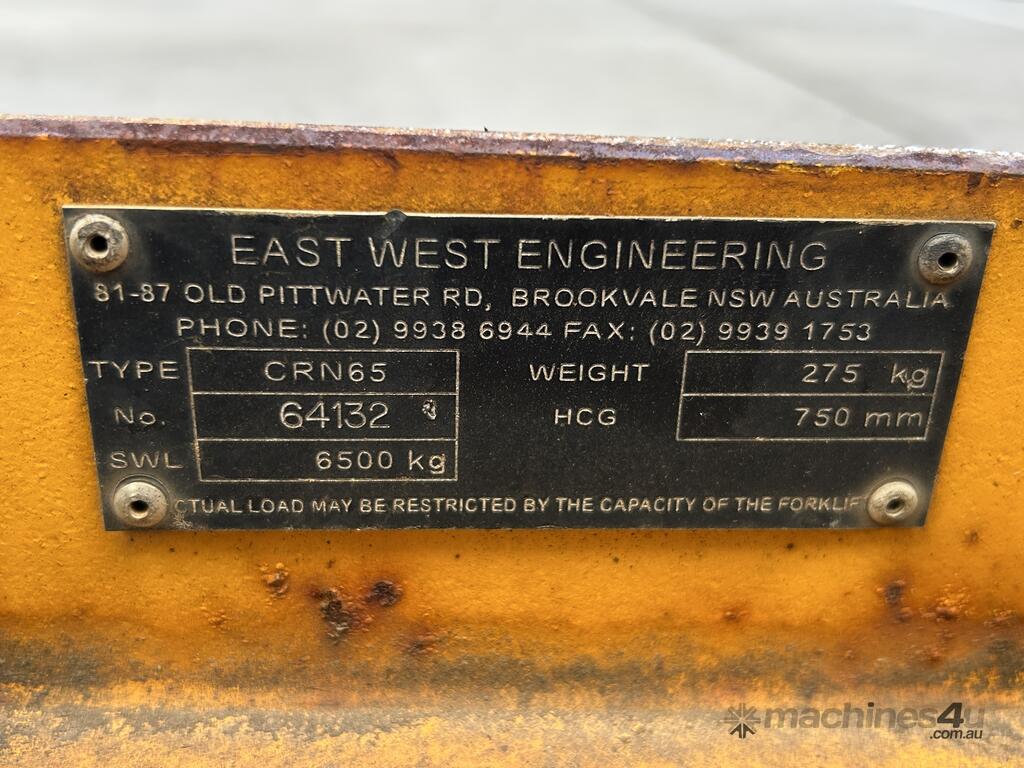 EAST WEST ENGINEERING
81-87 OLD PITTWATER RD, BROOKVALE NSW AUSTRALIA
PHONE: (02) 9938 6944 FAX: (02) 9939 1753
TYPE CRN65 WEIGHT 275 kg
No. 64132 HCG 750 mm
SWL 6500 kg
CTUAL LOAD MAY BE RESTRICTED BY THE CAPACITY OF THE FORKLIF
machines4u
.com.au